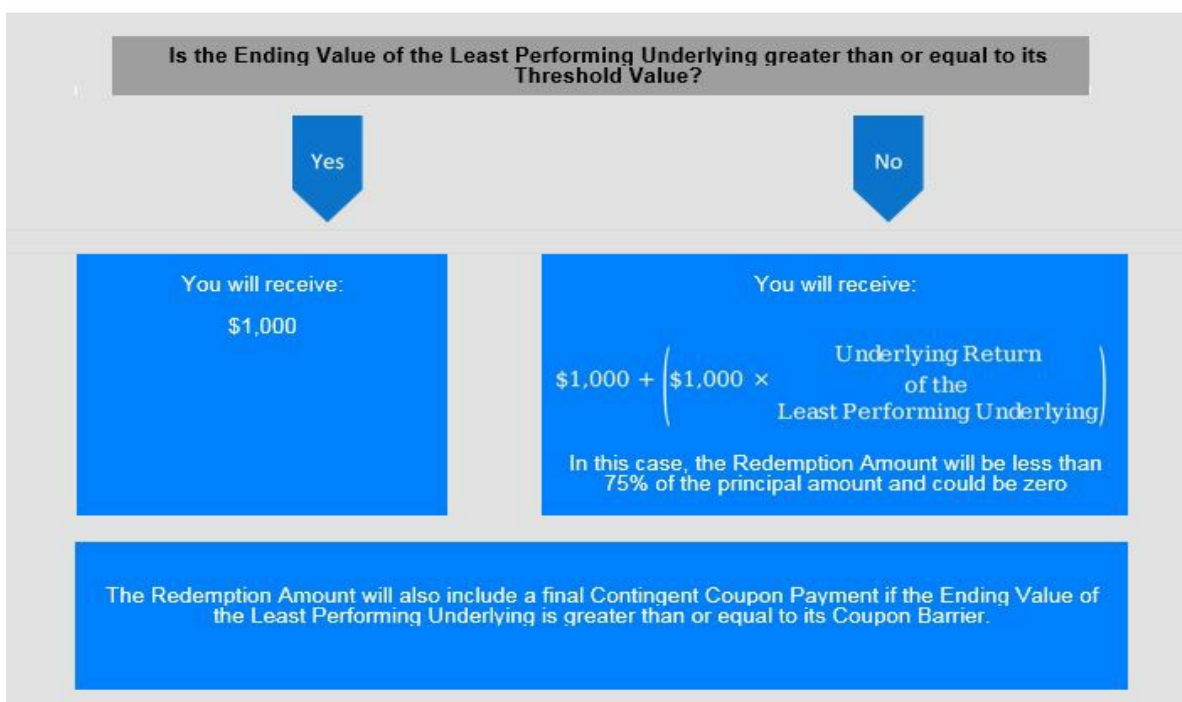 Is the Ending Value of the Least Performing Underlying greater than or equal to its
Threshold Value?
Yes
No
You will receive:
$1,000
You will receive:
$1,000 + ($1,000 × Underlying Return
of the
Least Performing Underlying)
In this case, the Redemption Amount will be less than
75% of the principal amount and could be zero
The Redemption Amount will also include a final Contingent Coupon Payment if the Ending Value of
the Least Performing Underlying is greater than or equal to its Coupon Barrier.